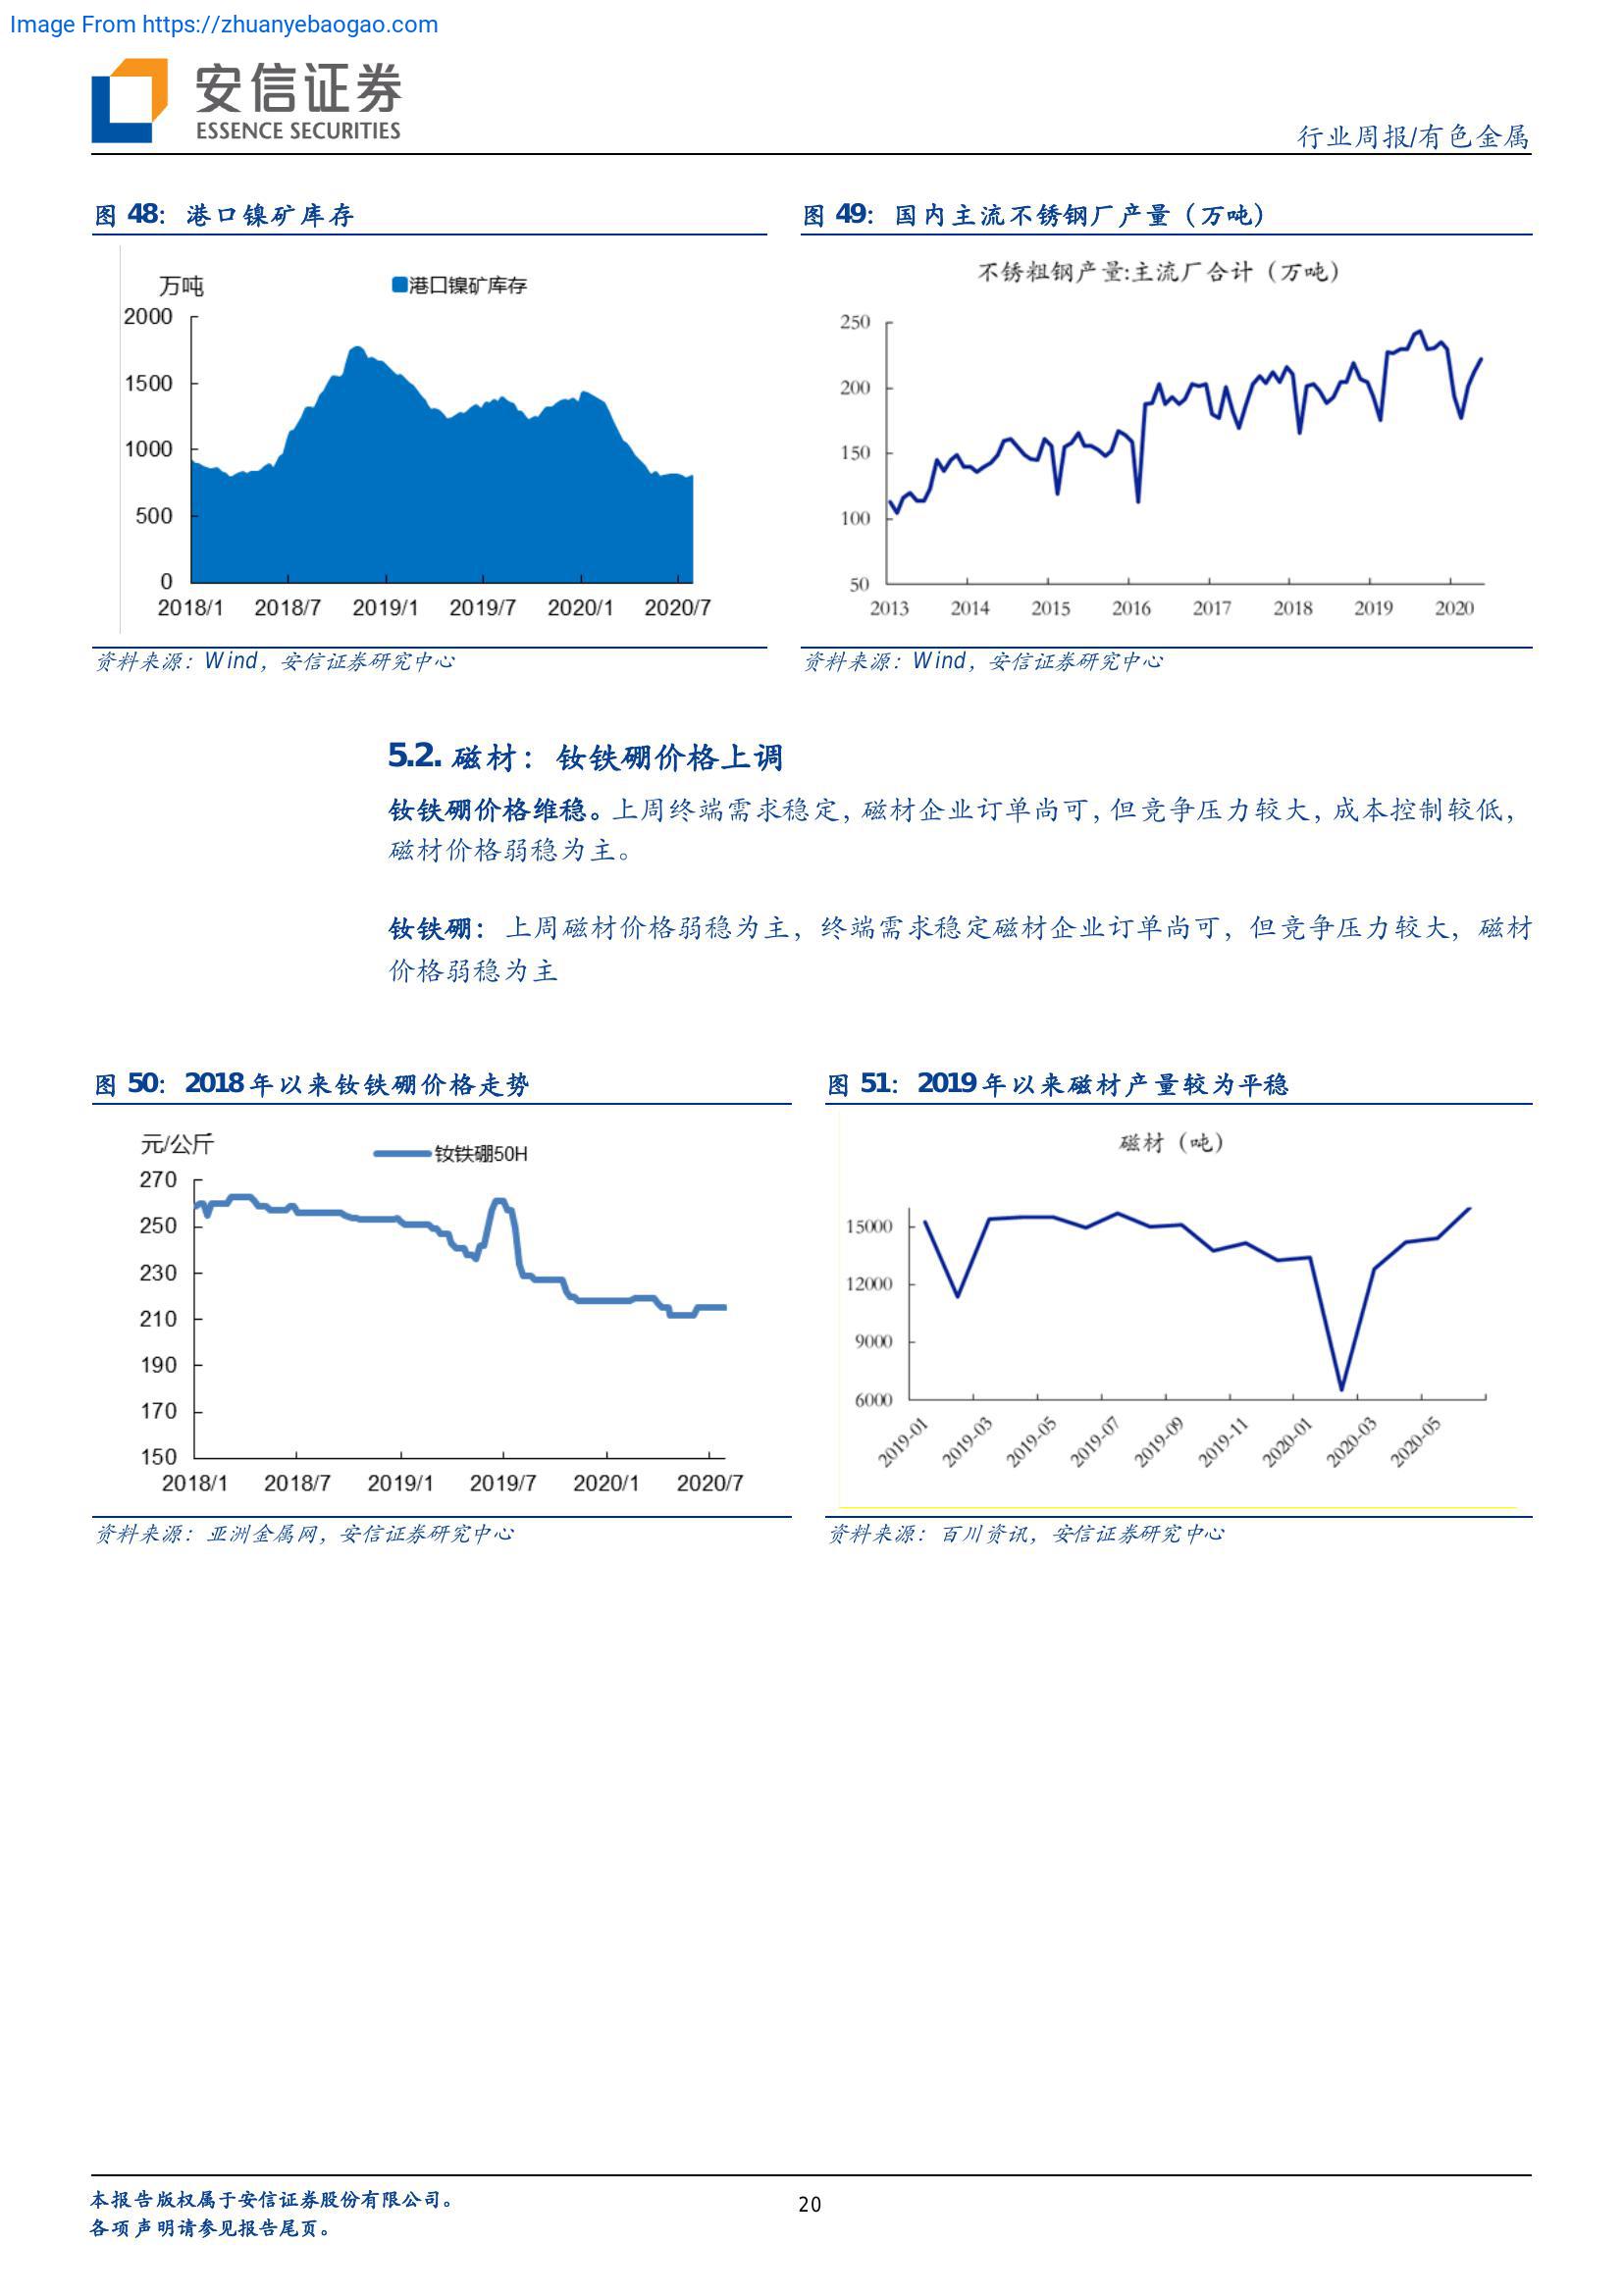 Image From https://zhuanyebaogao.com
安信证券
ESSENCE SECURITIES
行业周报/有色金属
图 48：港口镍矿库存
万吨
港口镍矿库存
2000
1500
1000
500
0
2018/1 2018/7 2019/1 2019/7 2020/1 2020/7
资料来源：Wind，安信证券研究中心
图 49：国内主流不锈钢厂产量（万吨）
不锈粗钢产量:主流厂合计（万吨）
250
200
150
100
50
2013 2014 2015 2016 2017 2018 2019 2020
资料来源：Wind，安信证券研究中心
5.2. 磁材：钕铁硼价格上调
钕铁硼价格维稳。上周终端需求稳定，磁材企业订单尚可，但竞争压力较大，成本控制较低，
磁材价格弱稳为主。
钕铁硼：上周磁材价格弱稳为主，终端需求稳定磁材企业订单尚可，但竞争压力较大，磁材
价格弱稳为主
图 50：2018 年以来钕铁硼价格走势
元/公斤
钕铁硼50H
270
250
230
210
190
170
150
2018/1 2018/7 2019/1 2019/7 2020/1 2020/7
资料来源：亚洲金属网，安信证券研究中心
图 51：2019 年以来磁材产量较为平稳
磁材（吨）
15000
12000
9000
6000
2019-01 2019-03 2019-05 2019-07 2019-09 2019-11 2020-01 2020-03 2020-05
资料来源：百川资讯，安信证券研究中心
本报告版权属于安信证券股份有限公司。
各项声明请参见报告尾页。
20